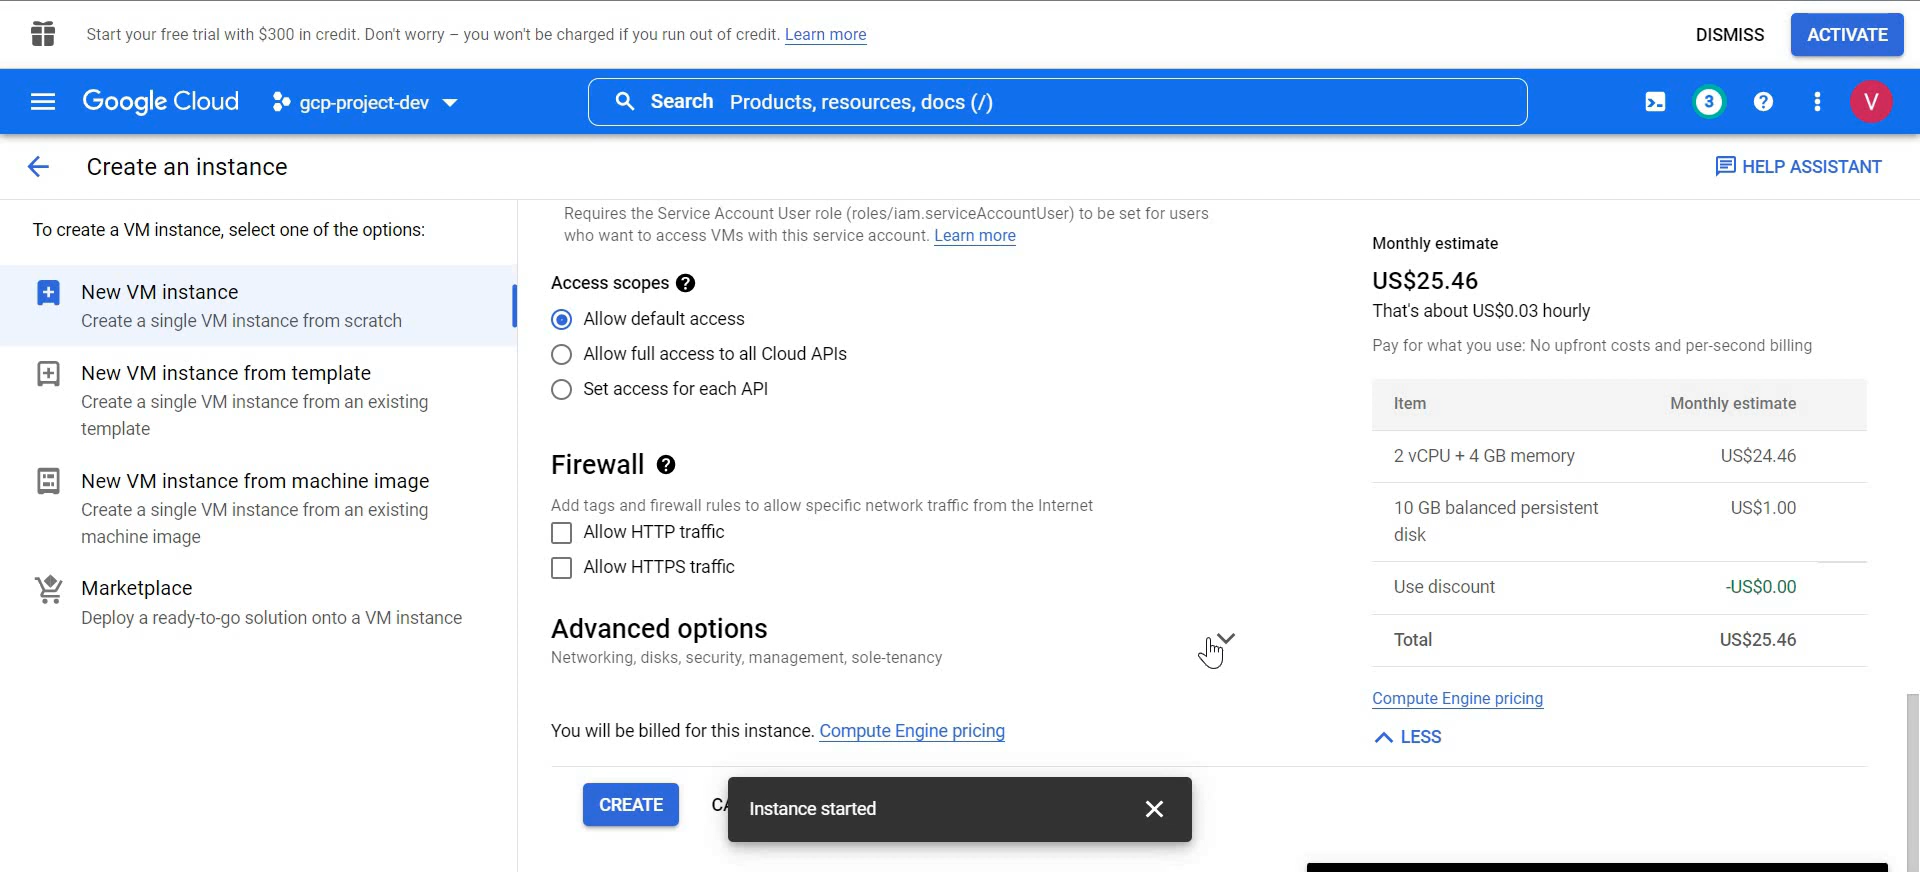 Start your free trial with $300 in credit. Don't worry – you won't be charged if you run out of credit. Learn more
DISMISS
ACTIVATE
Google Cloud
gcp-project-dev
Search Products, resources, docs (/)
3
V
Create an instance
HELP ASSISTANT
To create a VM instance, select one of the options:
New VM instance
Create a single VM instance from scratch
New VM instance from template
Create a single VM instance from an existing
template
New VM instance from machine image
Create a single VM instance from an existing
machine image
Marketplace
Deploy a ready-to-go solution onto a VM instance
Requires the Service Account User role (roles/iam.serviceAccountUser) to be set for users
who want to access VMs with this service account. Learn more
Access scopes
Allow default access
Allow full access to all Cloud APIs
Set access for each API
Firewall
Add tags and firewall rules to allow specific network traffic from the Internet
Allow HTTP traffic
Allow HTTPS traffic
Advanced options
Networking, disks, security, management, sole-tenancy
You will be billed for this instance. Compute Engine pricing
CREATE
Instance started
Monthly estimate
US$25.46
That's about US$0.03 hourly
Pay for what you use: No upfront costs and per-second billing
Item Monthly estimate
2 vCPU + 4 GB memory US$24.46
10 GB balanced persistent US$1.00
disk
Use discount -US$0.00
Total US$25.46
Compute Engine pricing
LESS